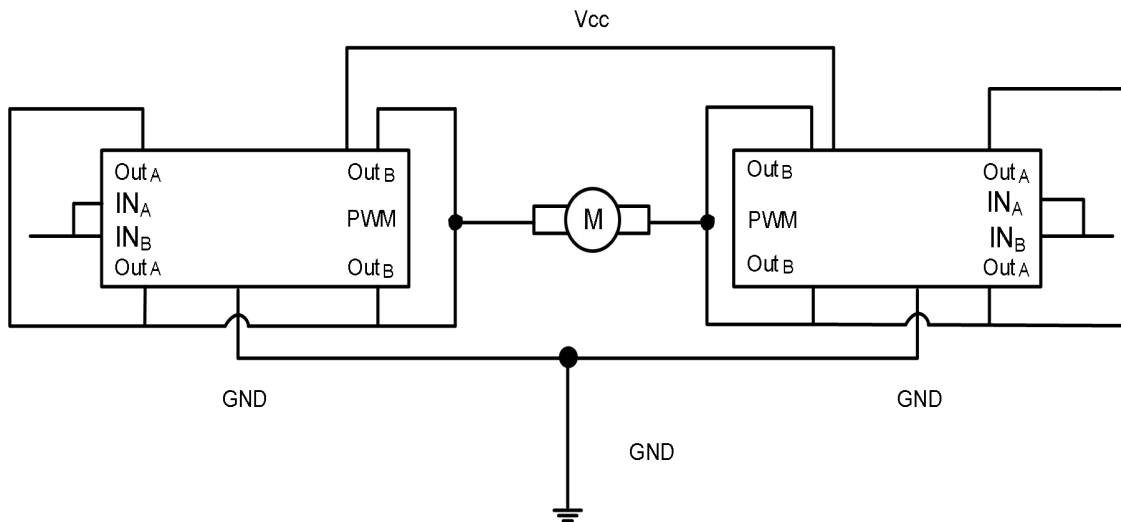 Vcc
OutA
OutB
INA
PWM
INB
OutA
OutB
M
OutB
OutA
INA
PWM
INB
OutB
OutA
GND
GND
GND